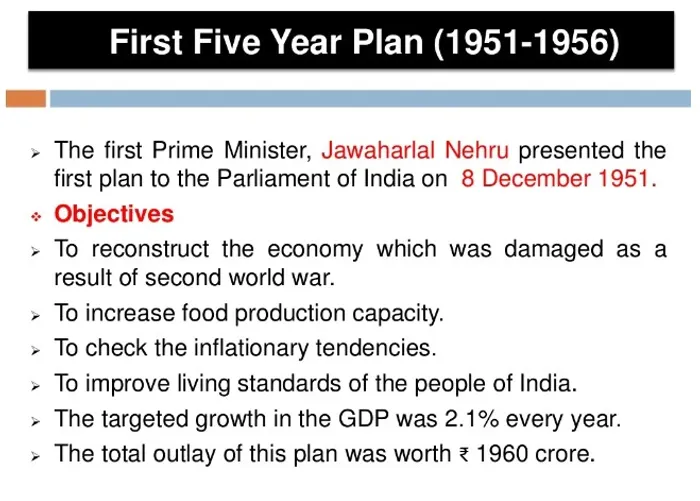 First Five Year Plan (1951-1956)
➢ The first Prime Minister, Jawaharlal Nehru presented the
first plan to the Parliament of India on 8 December 1951.
❖ Objectives
➢ To reconstruct the economy which was damaged as a
result of second world war.
➢ To increase food production capacity.
➢ To check the inflationary tendencies.
➢ To improve living standards of the people of India.
➢ The targeted growth in the GDP was 2.1% every year.
➢ The total outlay of this plan was worth ₹ 1960 crore.